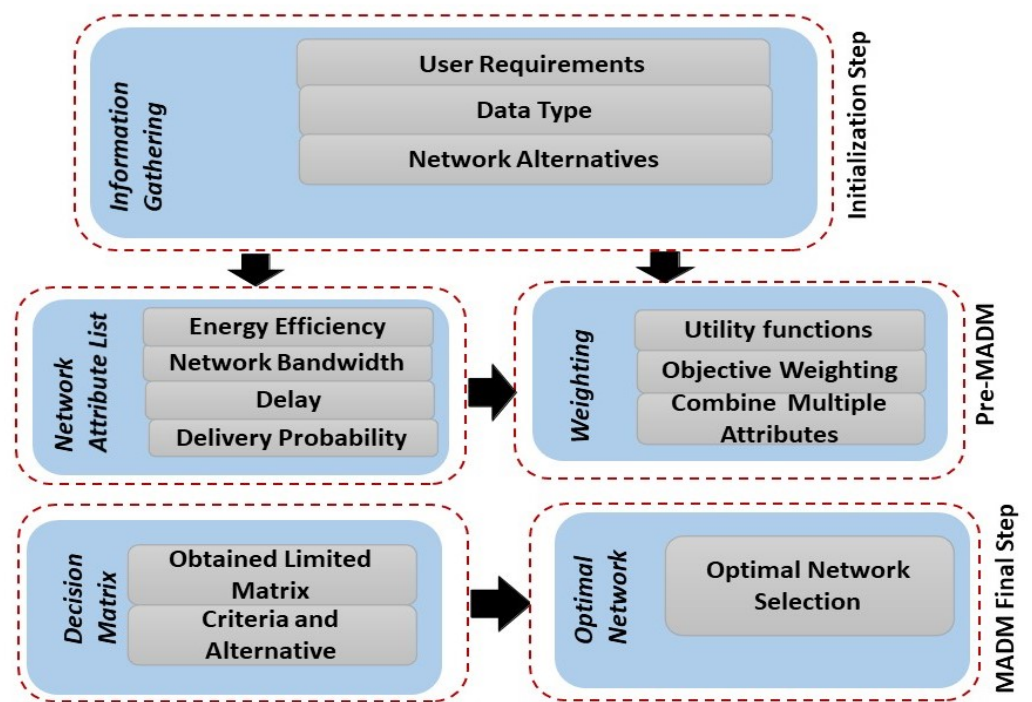 Information
Gathering
User Requirements
Data Type
Network Alternatives
Initialization Step
Network
Attribute List
Energy Efficiency
Network Bandwidth
Delay
Delivery Probability
Weighting
Utility functions
Objective Weighting
Combine Multiple
Attributes
Pre-MADM
Decision
Matrix
Obtained Limited
Matrix
Criteria and
Alternative
Optimal
Network
Optimal Network
Selection
MADM Final Step